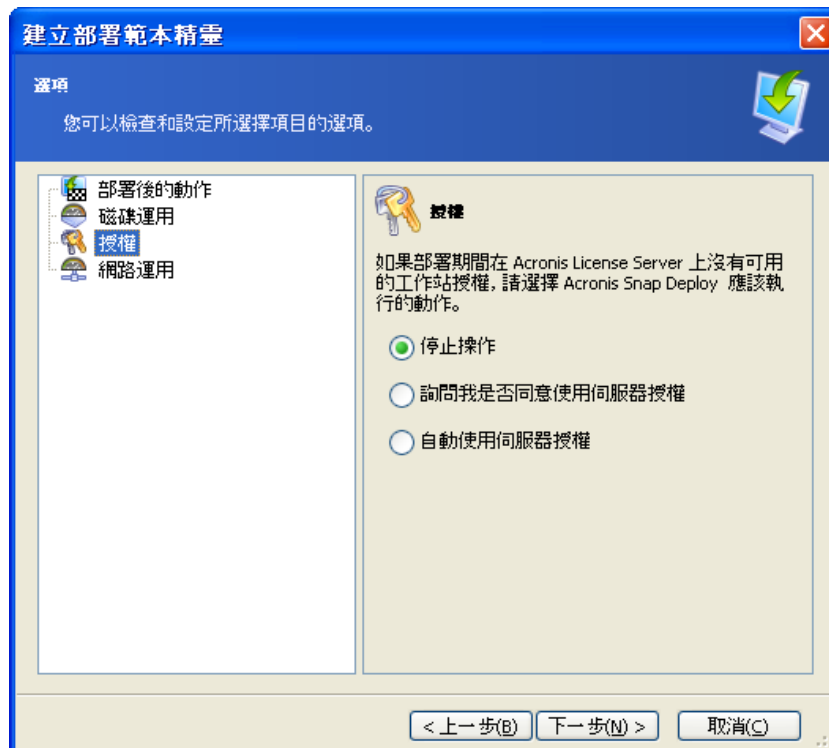 建立部署範本精靈
選項
您可以檢查和設定所選擇項目的選項。
部署後的動作
磁碟運用
授權
網路運用
授權
如果部署期間在 Acronis License Server 上沒有可用
的工作站授權, 請選擇 Acronis Snap Deploy 應該執
行的動作。
停止操作
詢問我是否同意使用伺服器授權
自動使用伺服器授權
< 上一步(B)
下一步(N) >
取消(C)